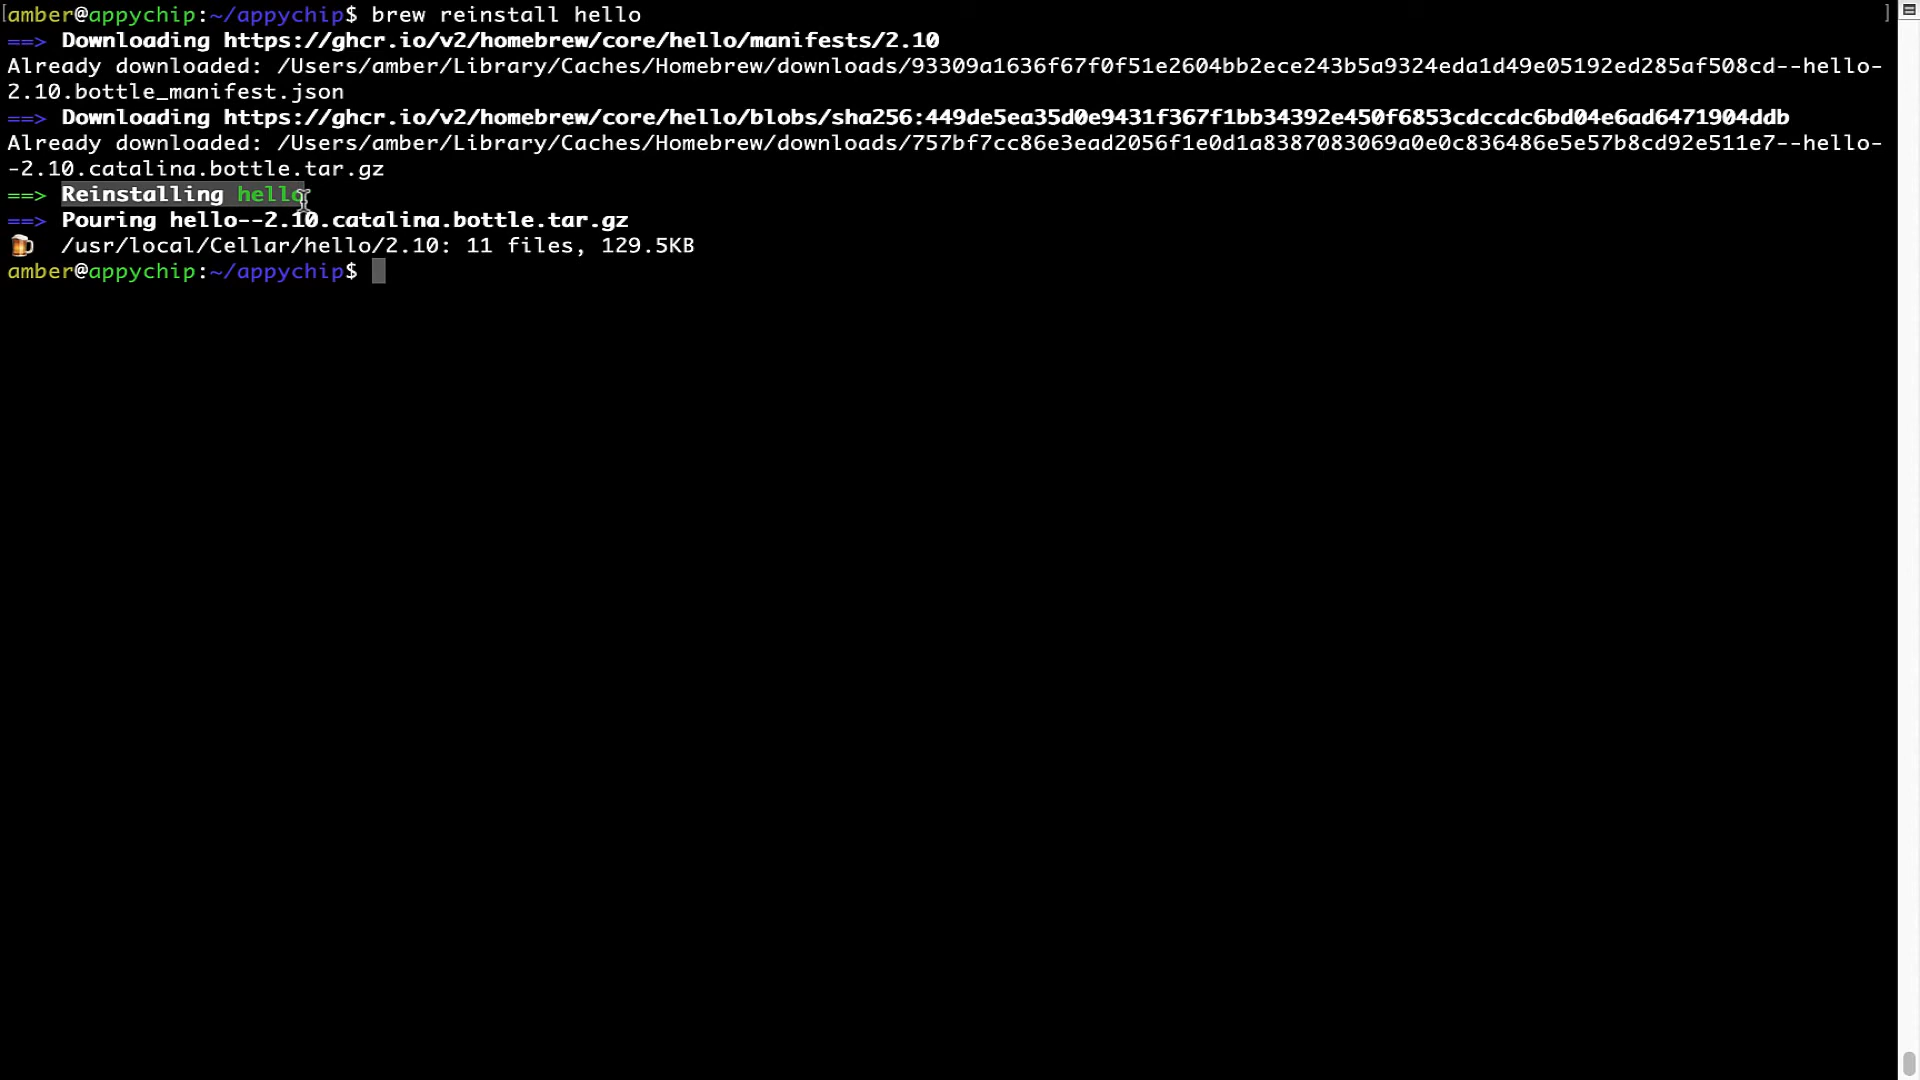 amber@appychip:~/appychip$ brew reinstall hello
==> Downloading https://ghcr.io/v2/homebrew/core/hello/manifests/2.10
Already downloaded: /Users/amber/Library/Caches/Homebrew/downloads/93309a1636f67f0f51e2604bb2ece243b5a9324eda1d49e05192ed285af508cd--hello-
2.10.bottle_manifest.json
==> Downloading https://ghcr.io/v2/homebrew/core/hello/blobs/sha256:449de5ea35d0e9431f367f1bb34392e450f6853cdccdc6bd04e6ad6471904ddb
Already downloaded: /Users/amber/Library/Caches/Homebrew/downloads/757bf7cc86e3ead2056f1e0d1a8387083069a0e0c836486e5e57b8cd92e511e7--hello-
-2.10.catalina.bottle.tar.gz
==> Reinstalling hello
==> Pouring hello--2.10.catalina.bottle.tar.gz
🍺 /usr/local/Cellar/hello/2.10: 11 files, 129.5KB
amber@appychip:~/appychip$